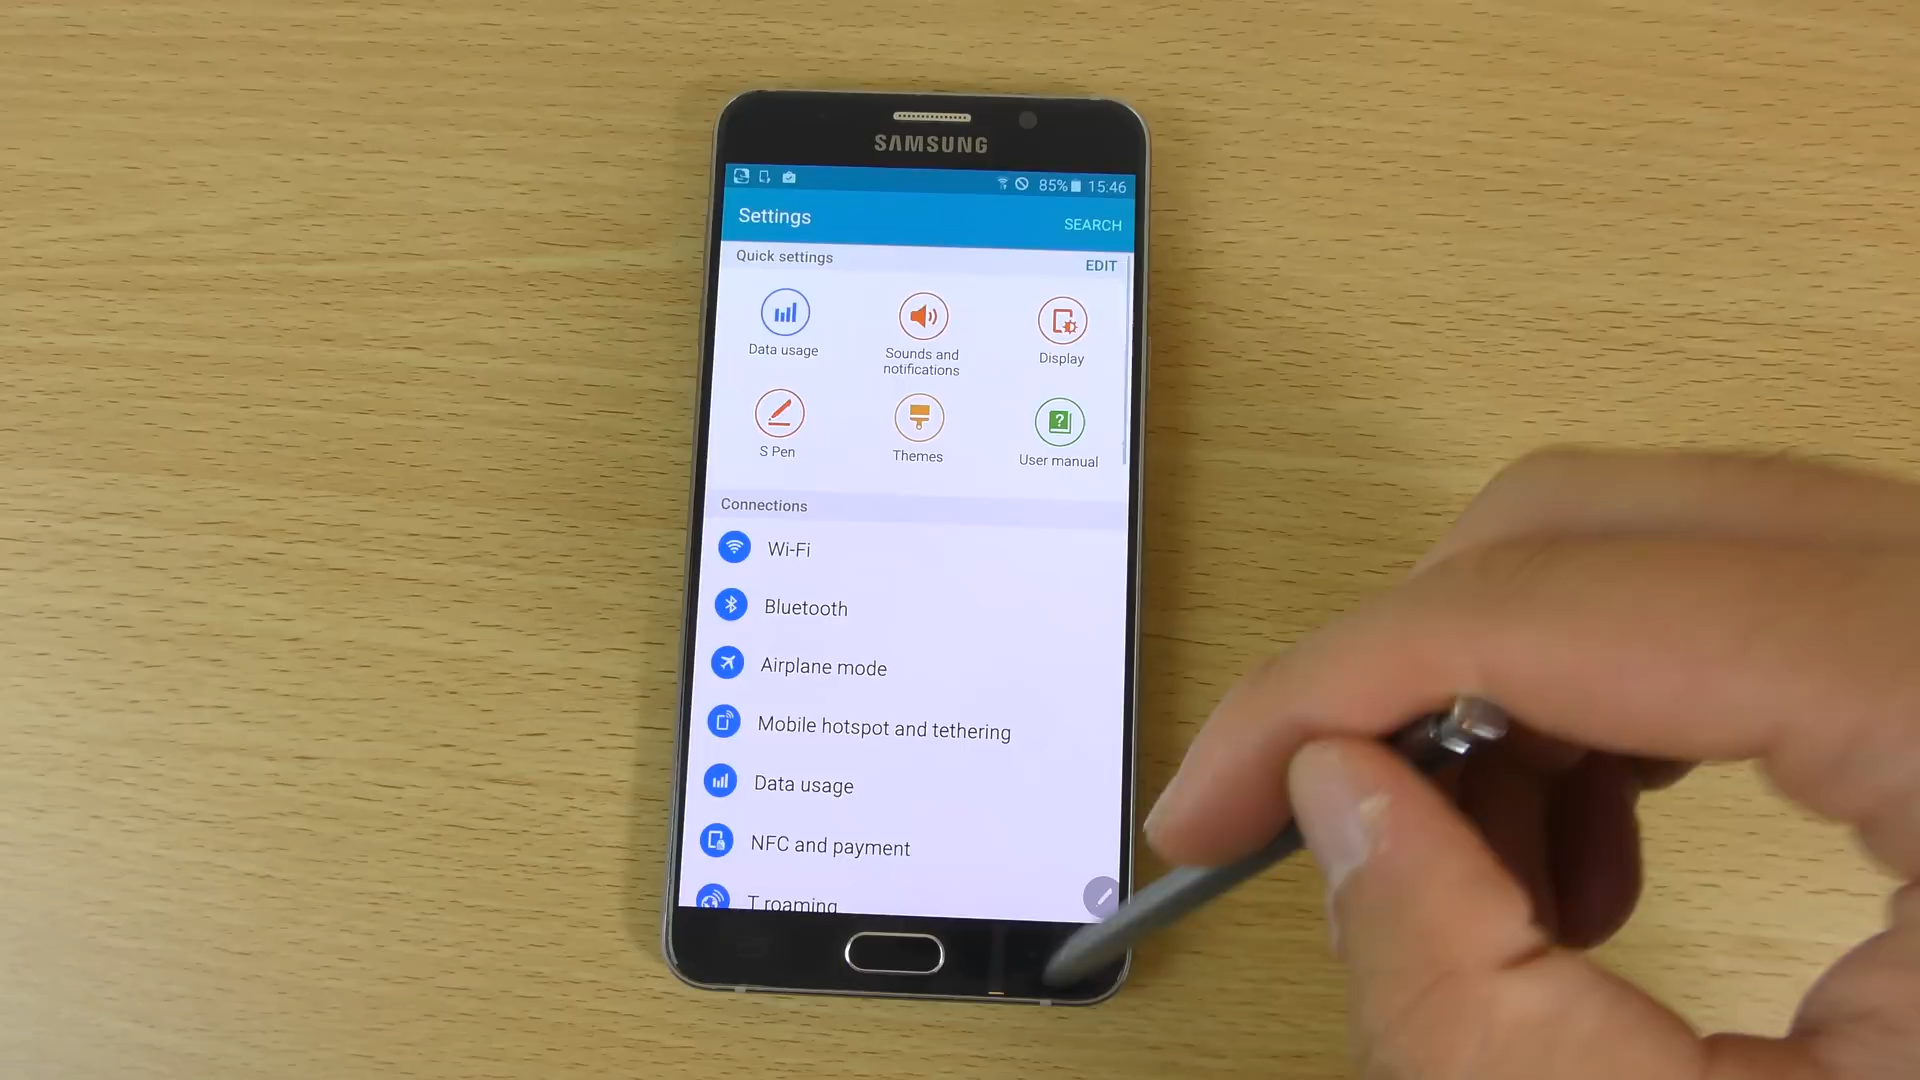 SAMSUNG
85% 15:46
Settings
SEARCH
Quick settings
EDIT
Data usage
Sounds and
notifications
Display
S Pen
Themes
User manual
Connections
Wi-Fi
Bluetooth
Airplane mode
Mobile hotspot and tethering
Data usage
NFC and payment
T roaming